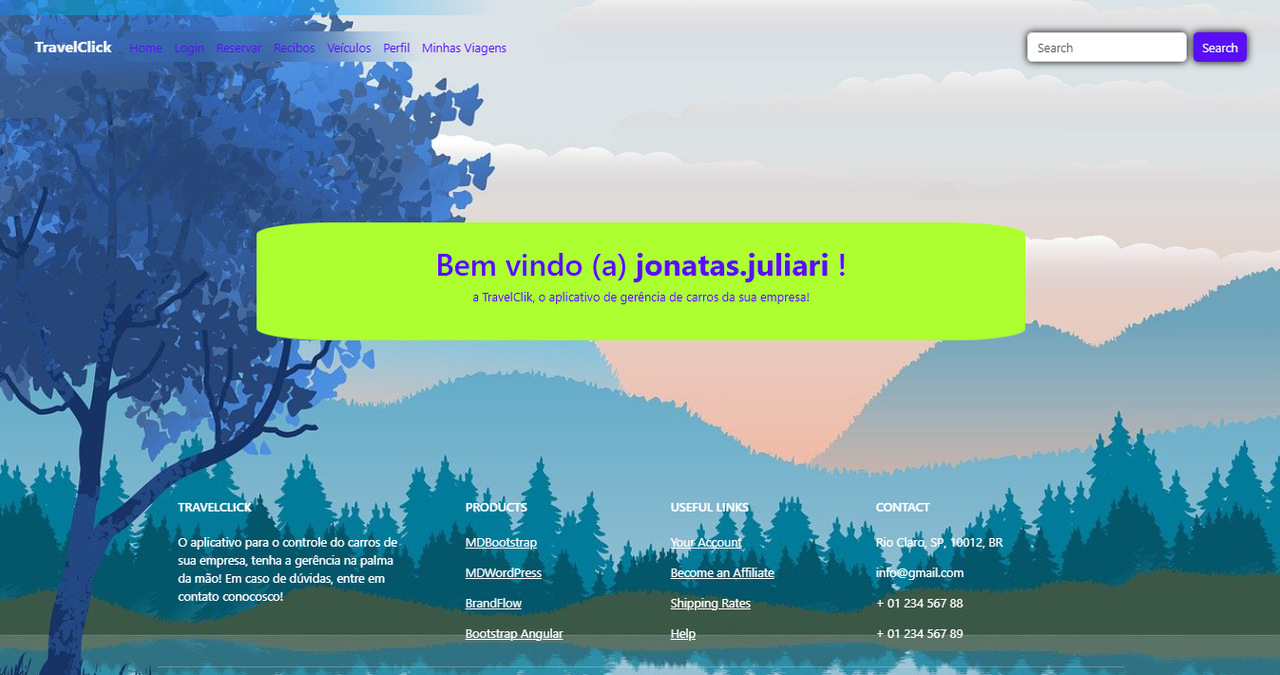 TravelClick Home Login Reservar Recibos Veículos Perfil Minhas Viagens Search Search
Bem vindo (a) jonatas.juliari !
a TravelClik, o aplicativo de gerência de carros da sua empresa!
TRAVELCLICK
O aplicativo para o controle do carros de
sua empresa, tenha a gerência na palma
da mão! Em caso de dúvidas, entre em
contato conocosco!
PRODUCTS
MDBootstrap
MDWordPress
BrandFlow
Bootstrap Angular
USEFUL LINKS
Your Account
Become an Affiliate
Shipping Rates
Help
CONTACT
Rio Claro, SP, 10012, BR
info@gmail.com
+ 01 234 567 88
+ 01 234 567 89